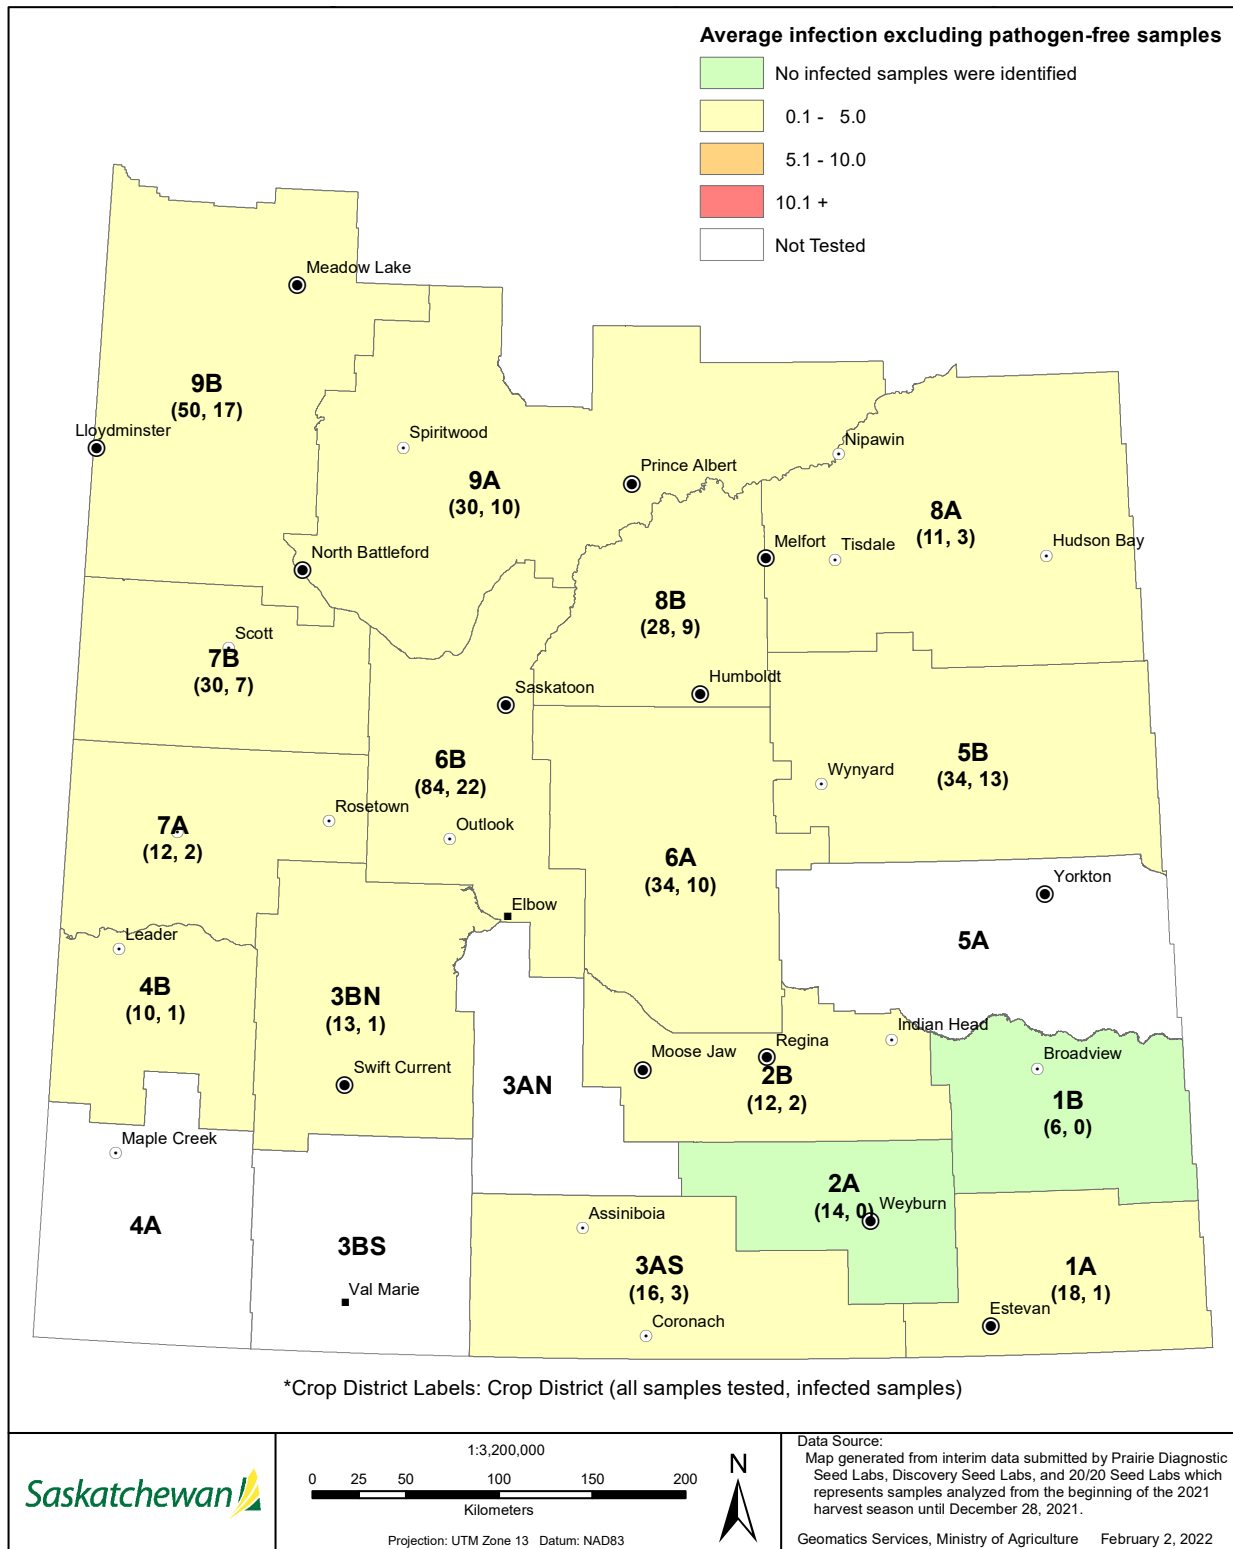 Average infection excluding pathogen-free samples
No infected samples were identified
0.1 - 5.0
5.1 - 10.0
10.1 +
Not Tested
Meadow Lake
9B
(50, 17)
Lloydminster
Spiritwood
9A
(30, 10)
Prince Albert
Nipawin
8A
(11, 3)
North Battleford
Melfort
Tisdale
Hudson Bay
8B
(28, 9)
Scott
7B
(30, 7)
Humboldt
Saskatoon
6B
(84, 22)
5B
(34, 13)
Wynyard
Rosetown
Outlook
7A
(12, 2)
6A
(34, 10)
Yorkton
Elbow
5A
Leader
4B
(10, 1)
3BN
(13, 1)
Indian Head
Regina
Moose Jaw
Broadview
Swift Current
3AN
2B
(12, 2)
1B
(6, 0)
Maple Creek
2A
(14, 0)
Weyburn
4A
Assiniboia
3BS
3AS
(16, 3)
1A
(18, 1)
Val Marie
Estevan
Coronach
*Crop District Labels: Crop District (all samples tested, infected samples)
Saskatchewan
1:3,200,000
0 25 50 100 150 200
Kilometers
Projection: UTM Zone 13 Datum: NAD83
N
Data Source:
Map generated from interim data submitted by Prairie Diagnostic
Seed Labs, Discovery Seed Labs, and 20/20 Seed Labs which
represents samples analyzed from the beginning of the 2021
harvest season until December 28, 2021.
Geomatics Services, Ministry of Agriculture February 2, 2022